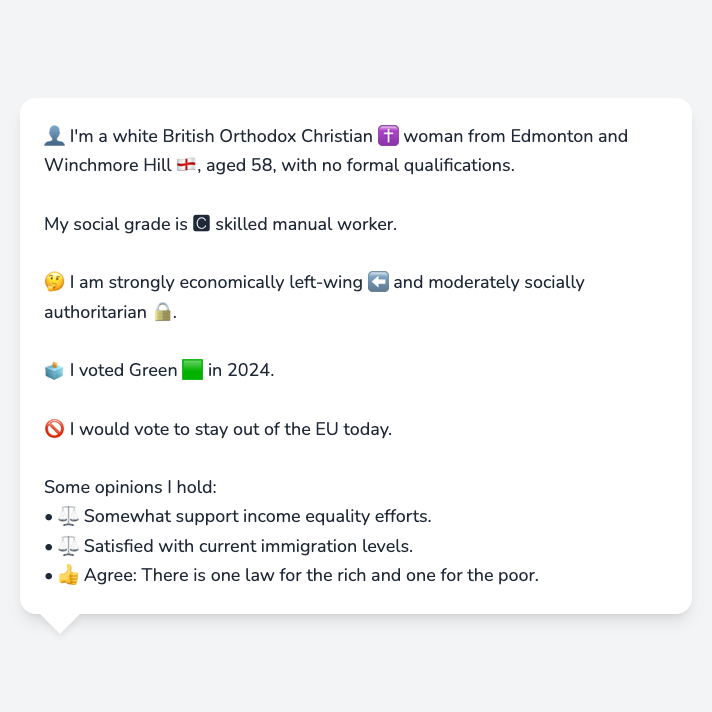 👤 I'm a white British Orthodox Christian ✝️ woman from Edmonton and
Winchmore Hill 🏴󠁧󠁢󠁥󠁮󠁧󠁿, aged 58, with no formal qualifications.
My social grade is 🅲 skilled manual worker.
🤔 I am strongly economically left-wing ⬅️ and moderately socially
authoritarian 🔒.
🗳️ I voted Green 🟩 in 2024.
🚫 I would vote to stay out of the EU today.
Some opinions I hold:
• ⚖️ Somewhat support income equality efforts.
• ⚖️ Satisfied with current immigration levels.
• 👍 Agree: There is one law for the rich and one for the poor.